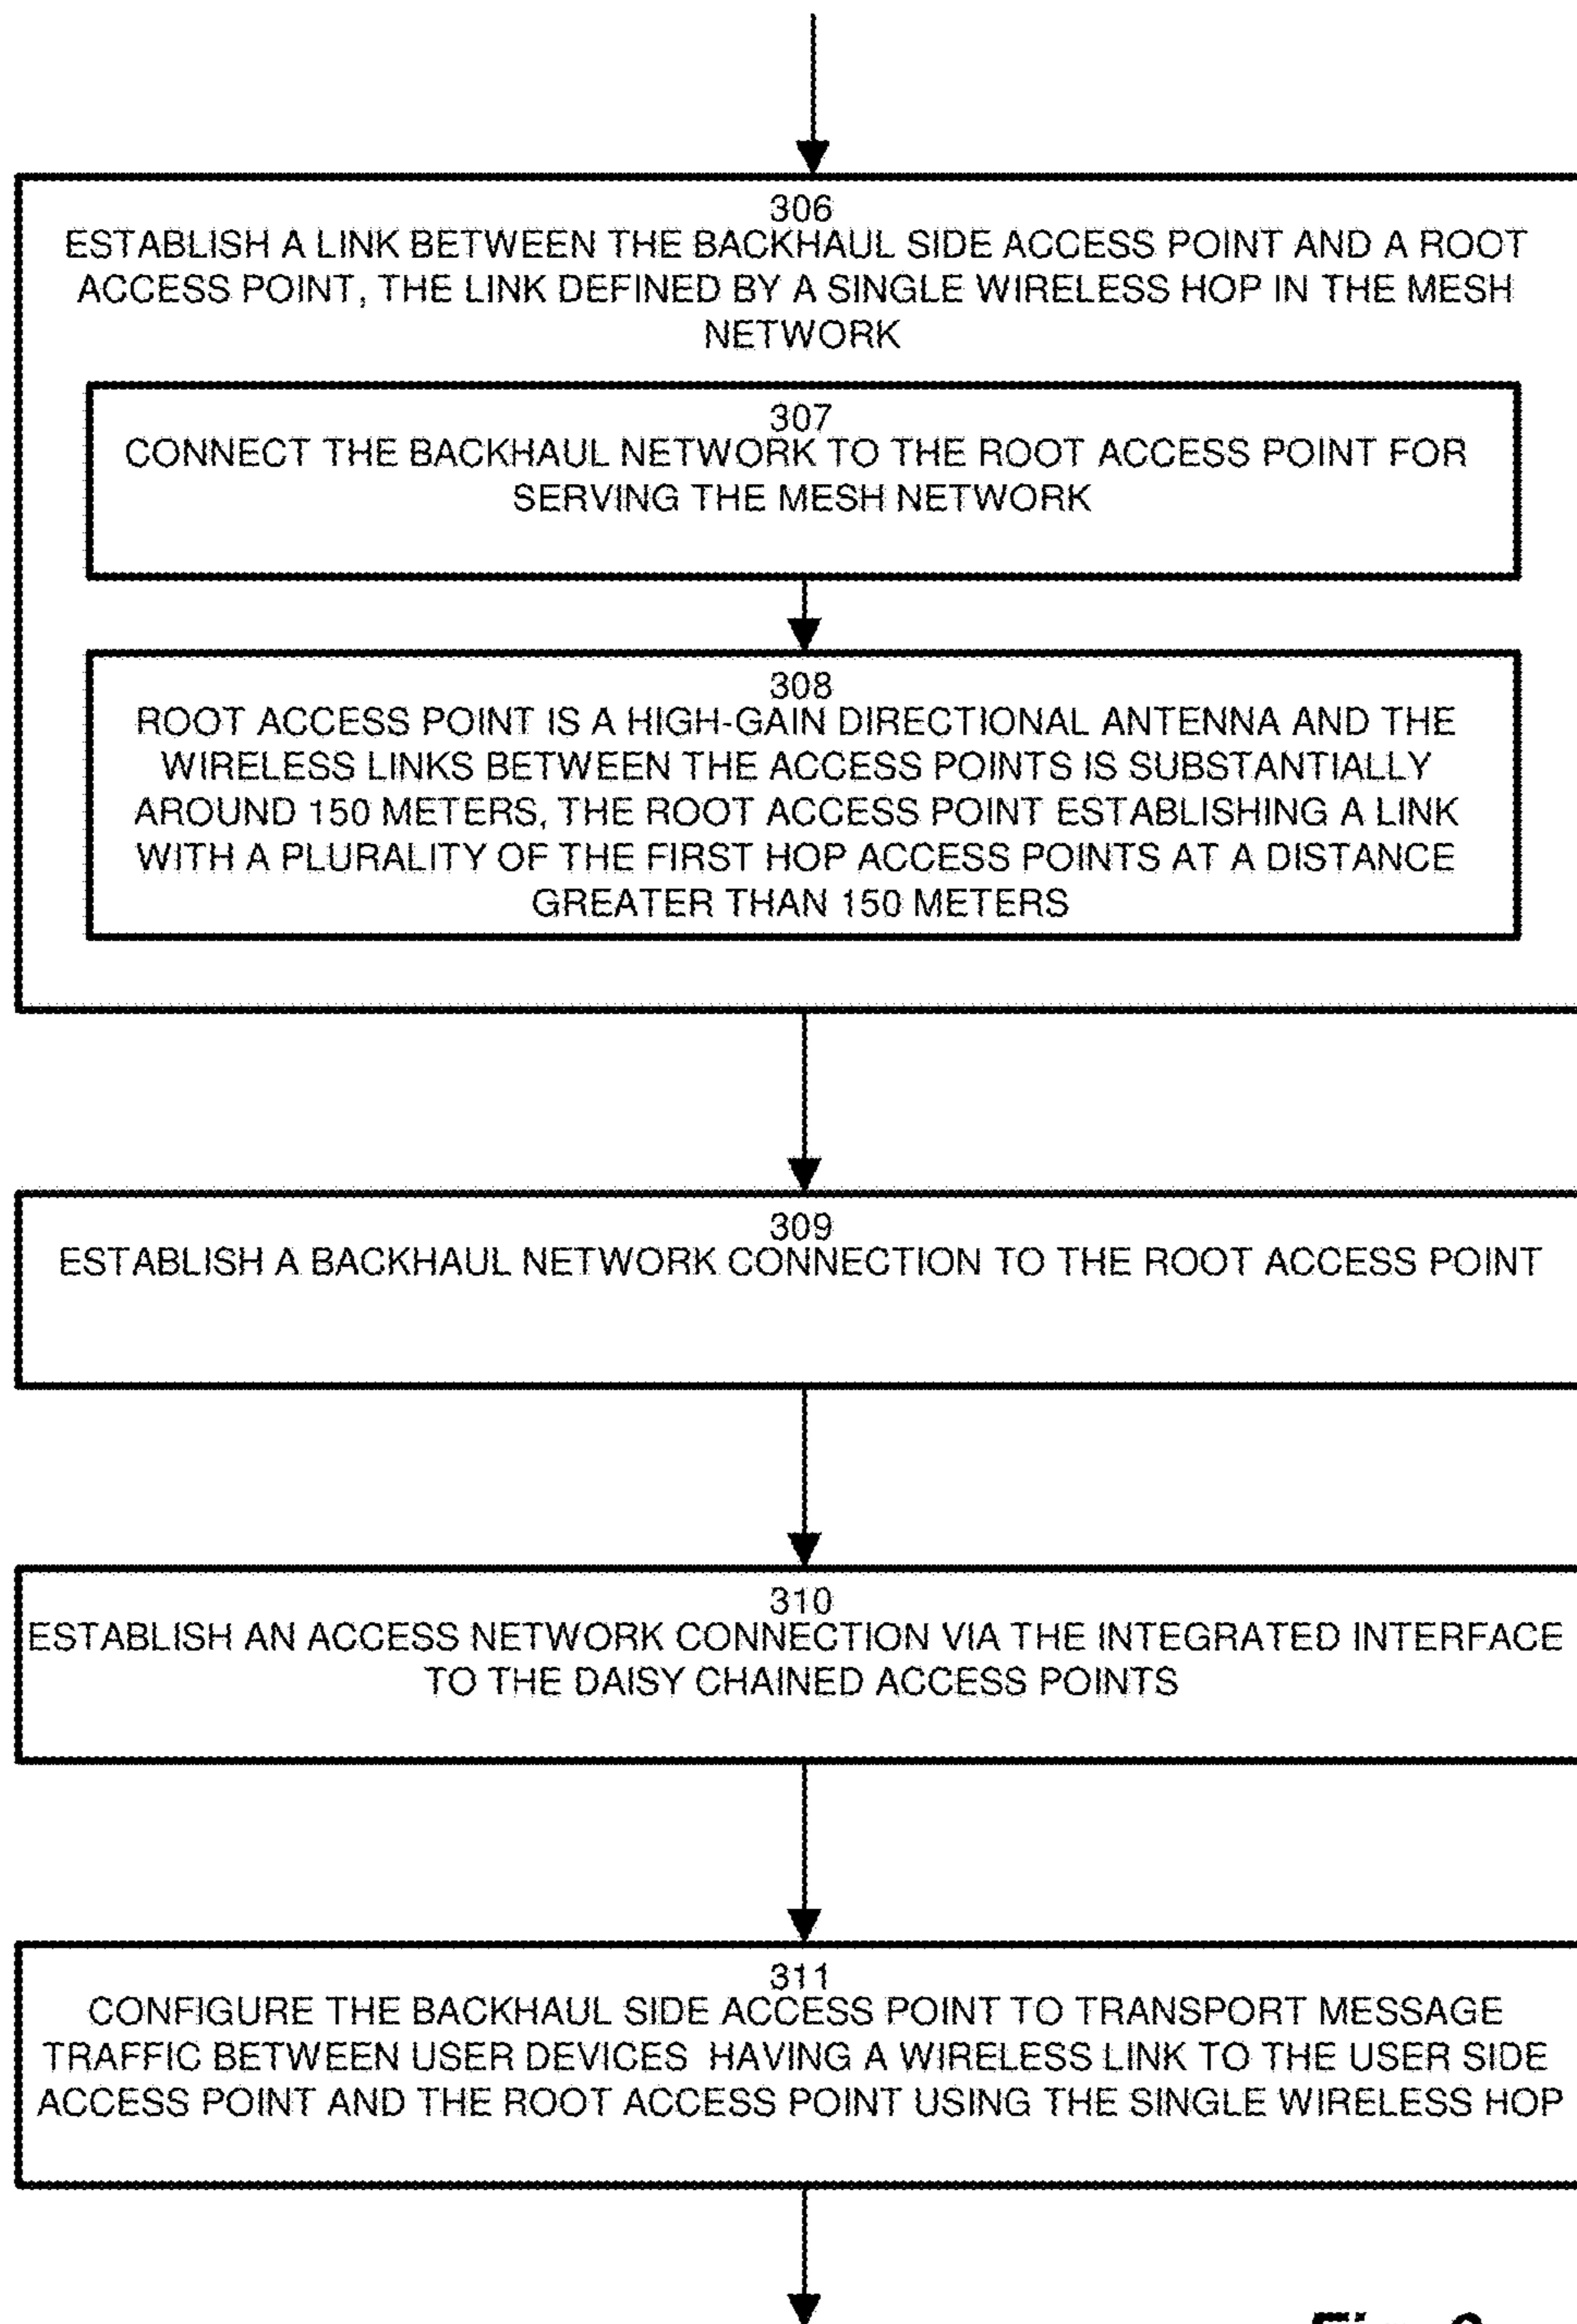 306
ESTABLISH A LINK BETWEEN THE BACKHAUL SIDE ACCESS POINT AND A ROOT
ACCESS POINT, THE LINK DEFINED BY A SINGLE WIRELESS HOP IN THE MESH
NETWORK
307
CONNECT THE BACKHAUL NETWORK TO THE ROOT ACCESS POINT FOR
SERVING THE MESH NETWORK
308
ROOT ACCESS POINT IS A HIGH-GAIN DIRECTIONAL ANTENNA AND THE
WIRELESS LINKS BETWEEN THE ACCESS POINTS IS SUBSTANTIALLY
AROUND 150 METERS, THE ROOT ACCESS POINT ESTABLISHING A LINK
WITH A PLURALITY OF THE FIRST HOP ACCESS POINTS AT A DISTANCE
GREATER THAN 150 METERS
309
ESTABLISH A BACKHAUL NETWORK CONNECTION TO THE ROOT ACCESS POINT
310
ESTABLISH AN ACCESS NETWORK CONNECTION VIA THE INTEGRATED INTERFACE
TO THE DAISY CHAINED ACCESS POINTS
311
CONFIGURE THE BACKHAUL SIDE ACCESS POINT TO TRANSPORT MESSAGE
TRAFFIC BETWEEN USER DEVICES HAVING A WIRELESS LINK TO THE USER SIDE
ACCESS POINT AND THE ROOT ACCESS POINT USING THE SINGLE WIRELESS HOP